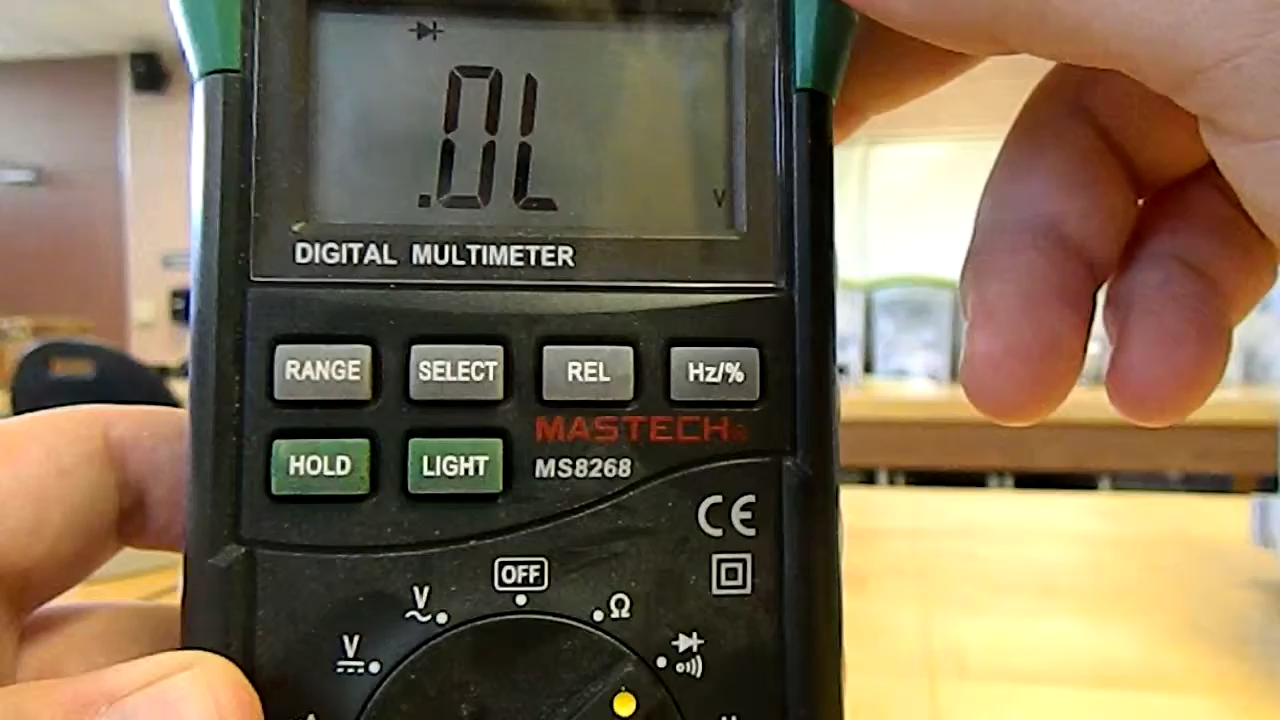 .0L
V
DIGITAL MULTIMETER
RANGE SELECT REL Hz/%
MASTECH
HOLD LIGHT MS8268
CE
OFF
V Ω
V